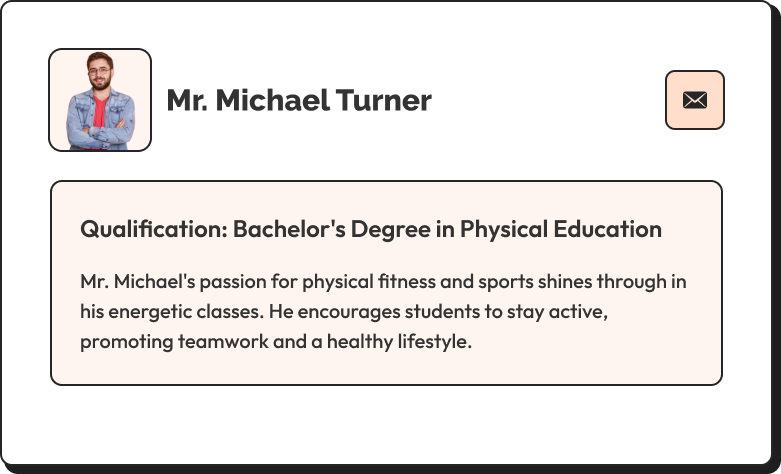 Mr. Michael Turner
Qualification: Bachelor's Degree in Physical Education
Mr. Michael's passion for physical fitness and sports shines through in
his energetic classes. He encourages students to stay active,
promoting teamwork and a healthy lifestyle.